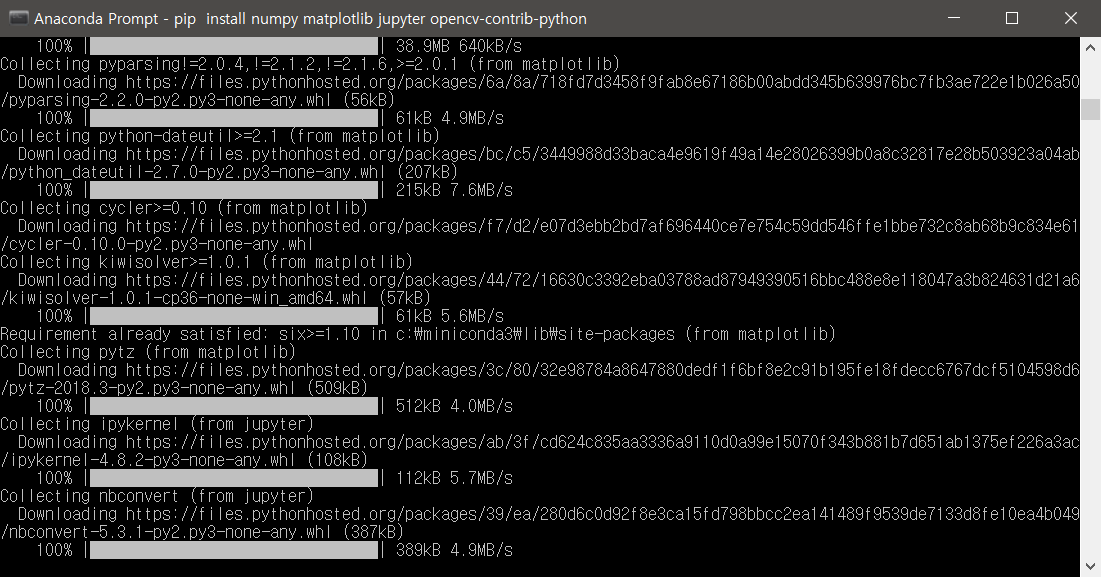 Anaconda Prompt - pip  install numpy matplotlib jupyter opencv-contrib-python
100% | | 38.9MB 640kB/s
Collecting pyparsing!=2.0.4,!=2.1.2,!=2.1.6,>=2.0.1 (from matplotlib)
Downloading https://files.pythonhosted.org/packages/6a/8a/718fd7d3458f9fab8e67186b00abdd345b639976bc7fb3ae722e1b026a50
/pyparsing-2.2.0-py2.py3-none-any.whl (56kB)
100% | | 61kB 4.9MB/s
Collecting python-dateutil>=2.1 (from matplotlib)
Downloading https://files.pythonhosted.org/packages/bc/c5/3449988d33baca4e9619f49a14e28026399b0a8c32817e28b503923a04ab
/python_dateutil-2.7.0-py2.py3-none-any.whl (207kB)
100% | | 215kB 7.6MB/s
Collecting cycler>=0.10 (from matplotlib)
Downloading https://files.pythonhosted.org/packages/f7/d2/e07d3ebb2bd7af696440ce7e754c59dd546ffe1bbe732c8ab68b9c834e61
/cycler-0.10.0-py2.py3-none-any.whl
Collecting kiwisolver>=1.0.1 (from matplotlib)
Downloading https://files.pythonhosted.org/packages/44/72/16630c3392eba03788ad87949390516bbc488e8e118047a3b824631d21a6
/kiwisolver-1.0.1-cp36-none-win_amd64.whl (57kB)
100% | | 61kB 5.6MB/s
Requirement already satisfied: six>=1.10 in c:₩miniconda3₩lib₩site-packages (from matplotlib)
Collecting pytz (from matplotlib)
Downloading https://files.pythonhosted.org/packages/3c/80/32e98784a8647880dedf1f6bf8e2c91b195fe18fdecc6767dcf5104598d6
/pytz-2018.3-py2.py3-none-any.whl (509kB)
100% | | 512kB 4.0MB/s
Collecting ipykernel (from jupyter)
Downloading https://files.pythonhosted.org/packages/ab/3f/cd624c835aa3336a9110d0a99e15070f343b881b7d651ab1375ef226a3ac
/ipykernel-4.8.2-py3-none-any.whl (108kB)
100% | | 112kB 5.7MB/s
Collecting nbconvert (from jupyter)
Downloading https://files.pythonhosted.org/packages/39/ea/280d6c0d92f8e3ca15fd798bbcc2ea141489f9539de7133d8fe10ea4b049
/nbconvert-5.3.1-py2.py3-none-any.whl (387kB)
100% | | 389kB 4.9MB/s